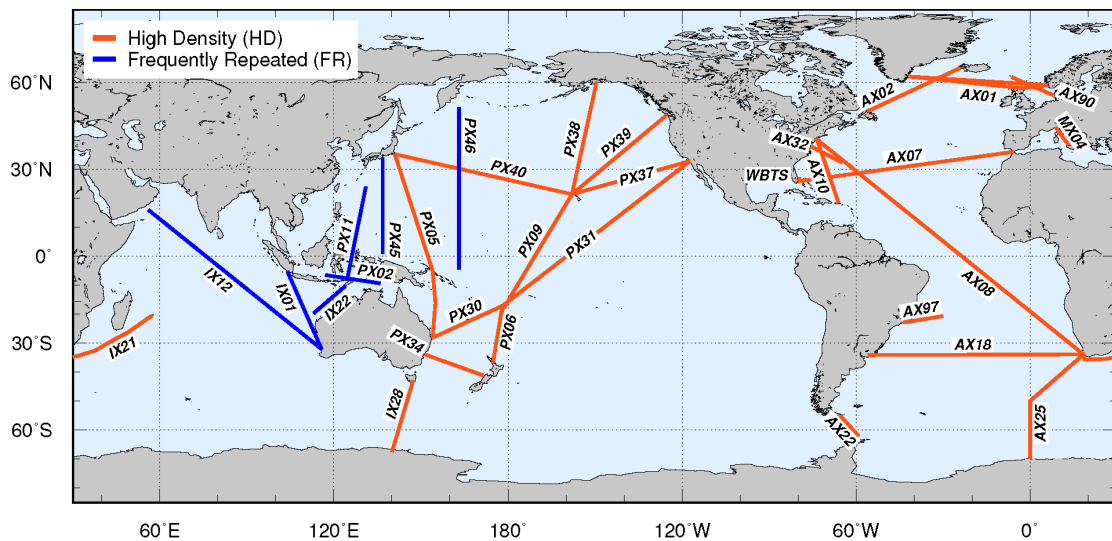 High Density (HD)
Frequently Repeated (FR)
60˚N
30˚N
0˚
30˚S
60˚S
60˚E
120˚E
180˚
120˚W
60˚W
0˚
AX02
AX01
AX90
MX04
AX32
AX07
WBTS
AX10
PX38
PX39
PX46
PX40
PX37
PX11
PX45
PX05
PX09
PX31
PX02
IX12
IX01
IX22
AX08
PX30
PX06
AX97
IX21
PX34
AX18
IX28
AX22
AX25